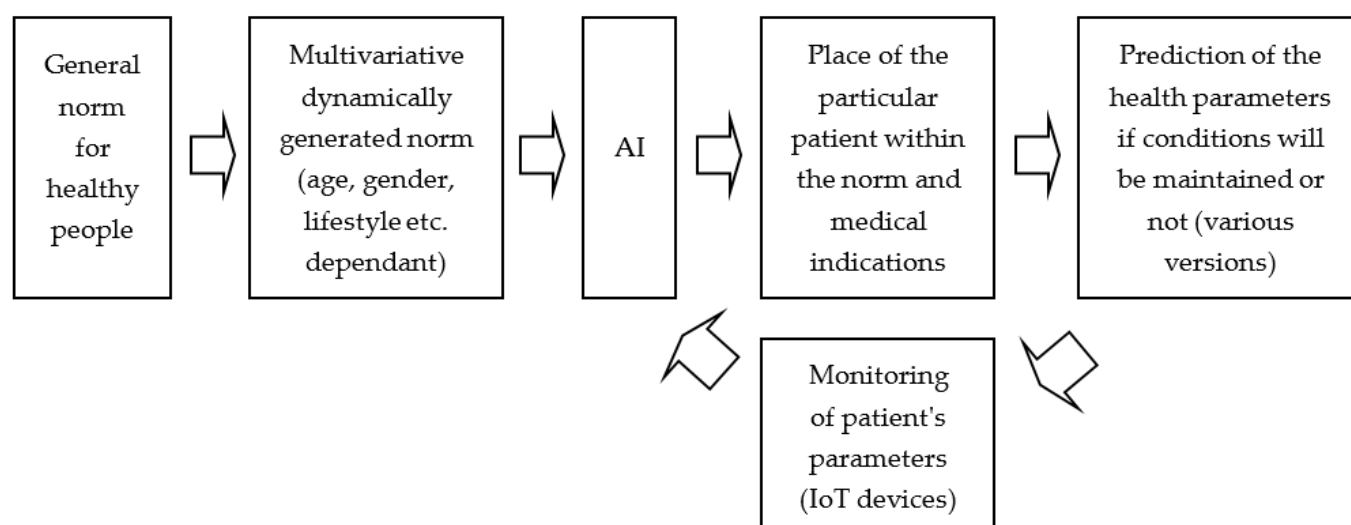 General
norm
for
healthy
people
Multivariative
dynamically
generated norm
(age, gender,
lifestyle etc.
dependant)
AI
Place of the
particular
patient within
the norm and
medical
indications
Prediction of the
health parameters
if conditions will
be maintained or
not (various
versions)
Monitoring
of patient's
parameters
(IoT devices)